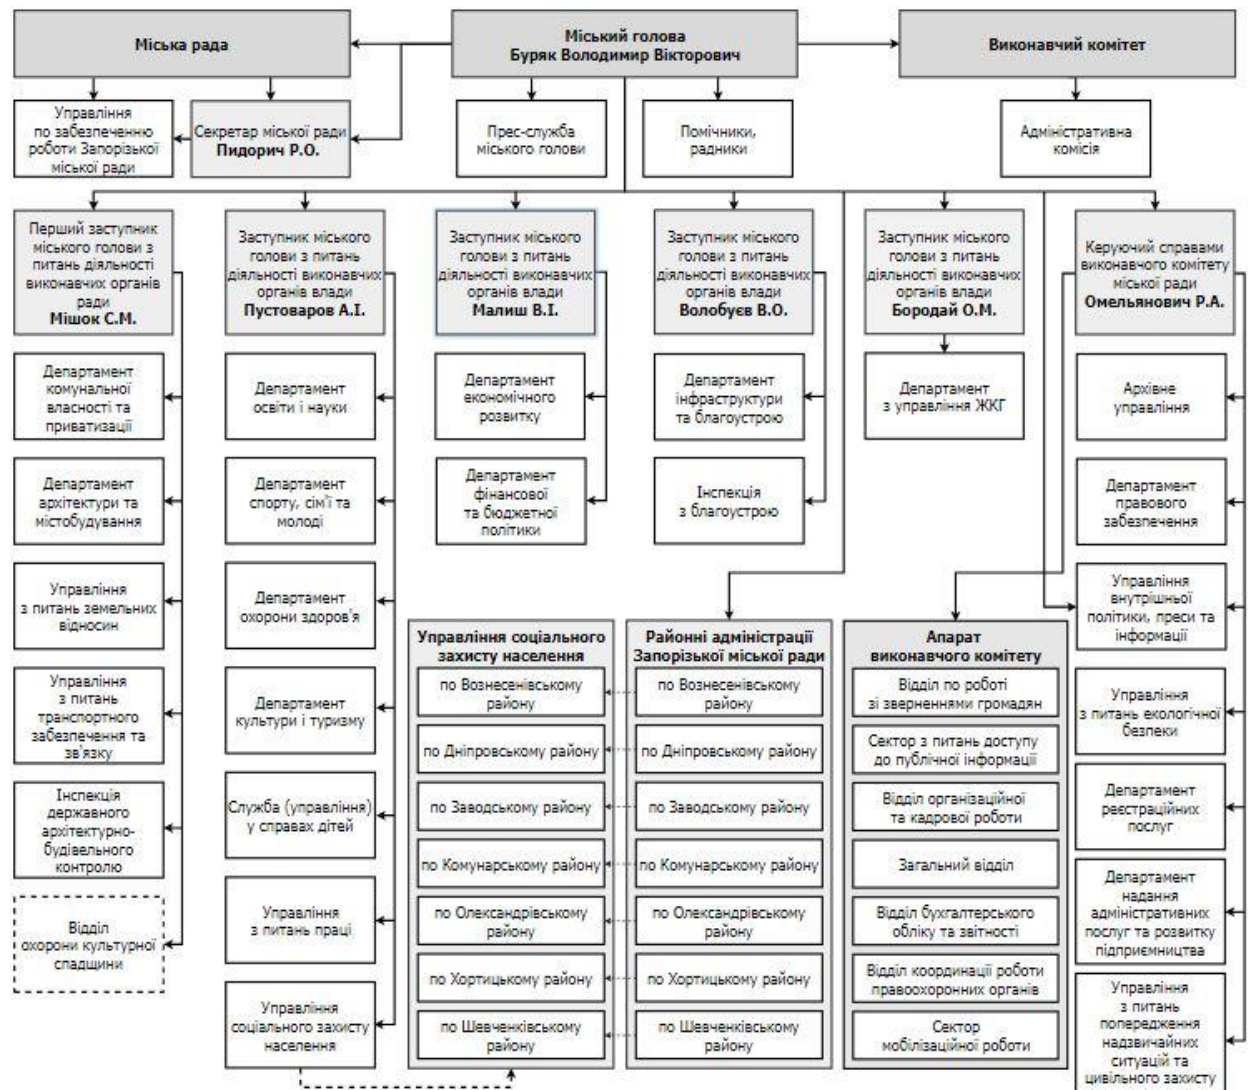 Міська рада
Міський голова
Буряк Володимир Вікторович
Виконавчий комітет
Управління
по забезпеченню
роботи Запорізької
міської ради
Секретар міської ради
Пидорич Р.О.
Прес-служба
міського голови
Помічники,
радники
Адміністративна
комісія
Перший заступник
міського голови з
питань діяльності
виконавчих органів
ради
Мішок С.М.
Заступник міського
голови з питань
діяльності виконавчих
органів влади
Пустоваров А.І.
Заступник міського
голови з питань
діяльності виконавчих
органів влади
Малиш В.І.
Заступник міського
голови з питань
діяльності виконавчих
органів влади
Волобуєв В.О.
Заступник міського
голови з питань
діяльності виконавчих
органів влади
Бородай О.М.
Керуючий справами
виконавчого комітету
міської ради
Омельянович Р.А.
Департамент
комунальної
власності та
приватизації
Департамент
архітектури та
містобудування
Управління
з питань земельних
відносин
Управління
з питань
транспортного
забезпечення та
зв'язку
Інспекція
державного
архітектурно-
будівельного
контролю
Відділ
охорони культурної
спадщини
Департамент
освіти і науки
Департамент
спорту, сім'ї та
молоді
Департамент
охорони здоров'я
Департамент
культури і туризму
Служба (управління)
у справах дітей
Управління
з питань праці
Управління
соціального захисту
населення
Департамент
економічного
розвитку
Департамент
фінансової
та бюджетної
політики
Департамент
інфраструктури
та благоустрою
Інспекція
з благоустрою
Департамент
з управління ЖКГ
Архівне
управління
Департамент
правового
забезпечення
Управління
внутрішньої
політики, преси та
інформації
Управління
з питань екологічної
безпеки
Департамент
реєстраційних
послуг
Департамент
надання
адміністративних
послуг та розвитку
підприємництва
Управління
з питань
попередження
надзвичайних
ситуацій та
цивільного захисту
Управління соціального
захисту населення
по Вознесенівському
району
по Дніпровському району
по Заводському району
по Комунарському району
по Олександрівському
району
по Хортицькому району
по Шевченківському
району
Районні адміністрації
Запорізької міської ради
по Вознесенівському
району
по Дніпровському району
по Заводському району
по Комунарському району
по Олександрівському
району
по Хортицькому району
по Шевченківському
району
Апарат
виконавчого комітету
Відділ по роботі
зі зверненнями громадян
Сектор з питань доступу
до публічної інформації
Відділ організаційної
та кадрової роботи
Загальний відділ
Відділ бухгалтерського
обліку та звітності
Відділ координації роботи
правоохоронних органів
Сектор
мобілізаційної роботи